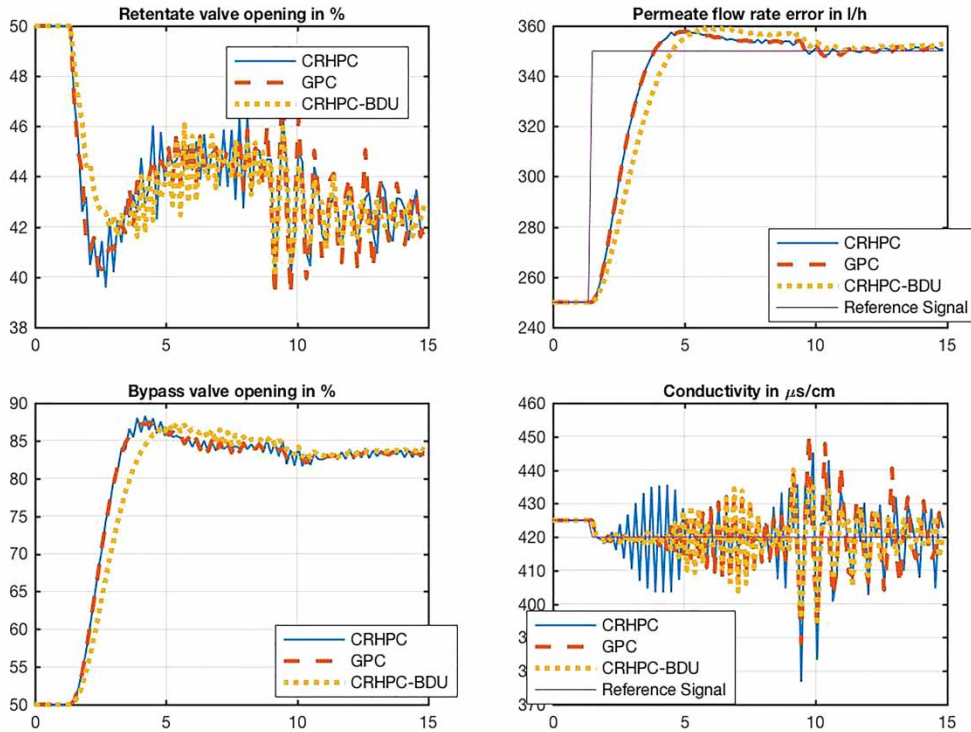 Retentate valve opening in %
50
48
46
44
42
40
38
0
5
10
15
CRHPC
GPC
CRHPC-BDU
Permeate flow rate error in l/h
360
340
320
300
280
260
240
0
5
10
15
CRHPC
GPC
CRHPC-BDU
Reference Signal
Bypass valve opening in %
90
85
80
75
70
65
60
55
50
0
5
10
15
CRHPC
GPC
CRHPC-BDU
Conductivity in μs/cm
460
450
440
430
420
410
400
370
0
5
10
15
CRHPC
GPC
CRHPC-BDU
Reference Signal